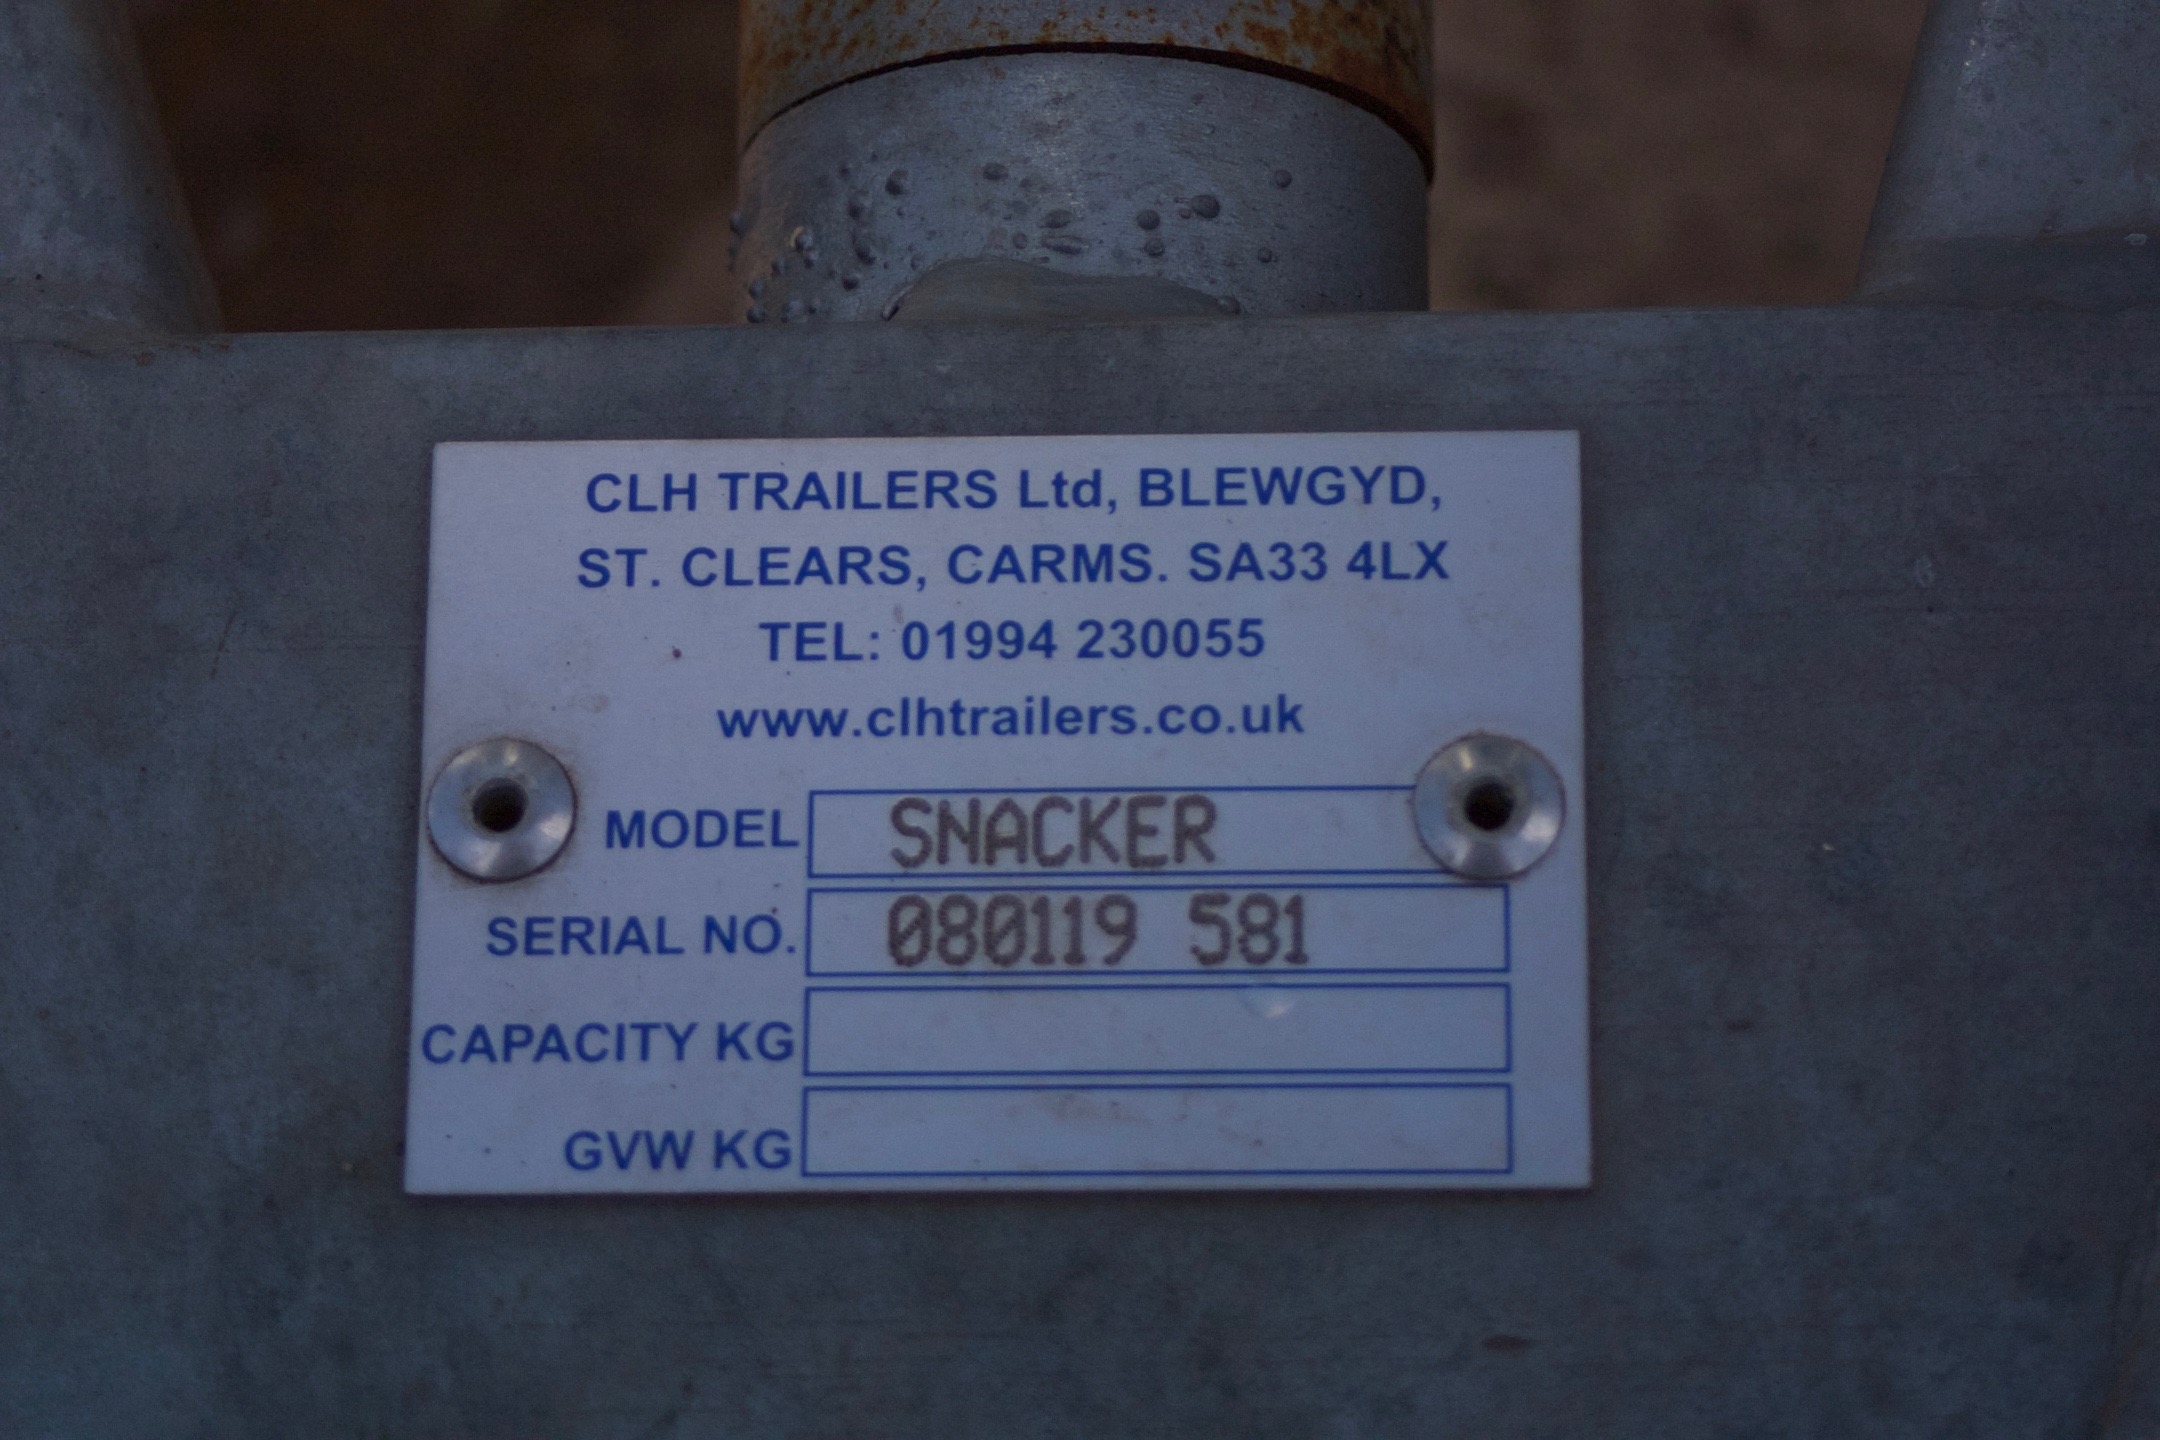 CLH TRAILERS Ltd, BLEWGYD,
ST. CLEARS, CARMS. SA33 4LX
TEL: 01994 230055
www.clhtrailers.co.uk
MODEL SNACKER
SERIAL NO. 080119 581
CAPACITY KG
GVW KG